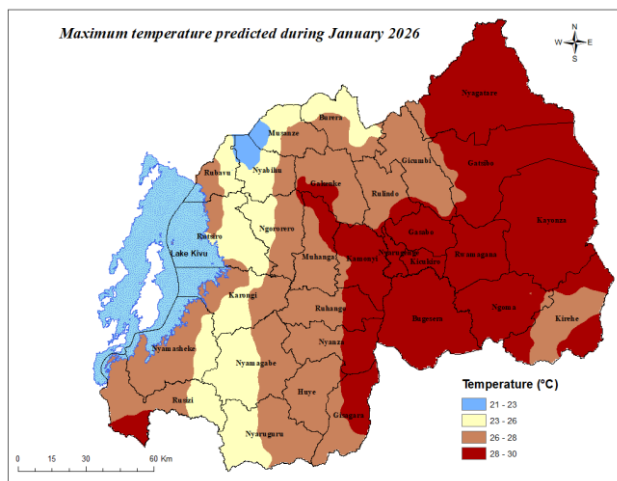 Maximum temperature predicted during January 2026
N
W E
S
Nyagatare
Burera
Musanze
Gicumbi
Gatsibo
Rubavu
Nyabihu
Gakenke
Rulindo
Kayonza
Rutsiro
Ngororero
Gasabo
Lake Kivu
Muhanga
Kamonyi
Nyarugenge
Kicukiro
Rwamagana
Karongi
Ruhango
Bugesera
Ngoma
Kirehe
Nyamasheke
Nyanza
Nyamagabe
Huye
Rusizi
Gisagara
Nyaruguru
Temperature (°C)
21 - 23
23 - 26
26 - 28
28 - 30
0 15 30 60 Km